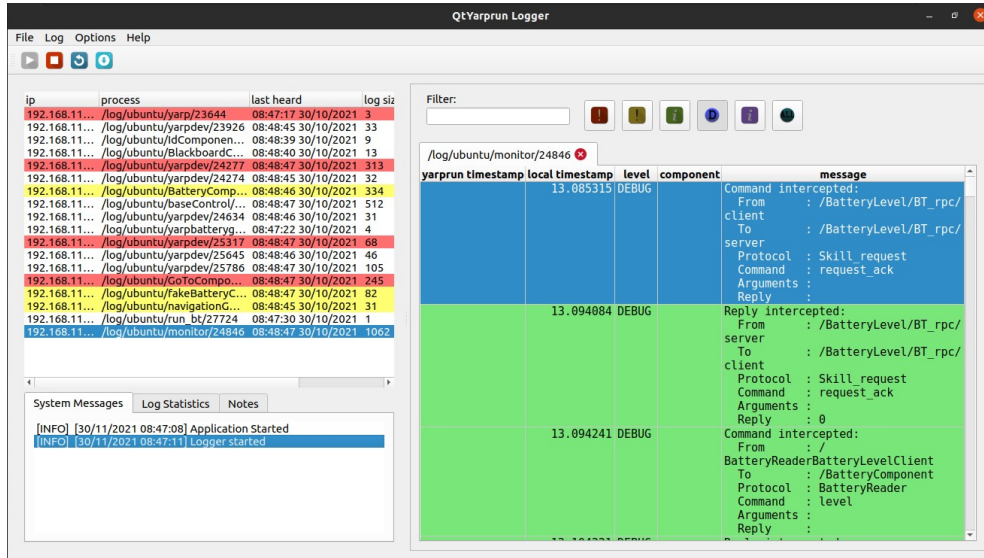 QtYarprun Logger
File Log Options Help
ip process last heard log siz
192.168.11... /log/ubuntu/yarp/23644 08:47:17 30/10/2021 3
192.168.11... /log/ubuntu/yarpdev/23926 08:48:45 30/10/2021 33
192.168.11... /log/ubuntu/IdComponen... 08:48:39 30/10/2021 9
192.168.11... /log/ubuntu/BlackboardC... 08:48:40 30/10/2021 13
192.168.11... /log/ubuntu/yarpdev/24277 08:48:47 30/10/2021 313
192.168.11... /log/ubuntu/yarpdev/24274 08:48:45 30/10/2021 32
192.168.11... /log/ubuntu/BatteryComp... 08:48:46 30/10/2021 334
192.168.11... /log/ubuntu/baseControl/... 08:48:47 30/10/2021 512
192.168.11... /log/ubuntu/yarpdev/24634 08:48:46 30/10/2021 31
192.168.11... /log/ubuntu/yarpbatteryg... 08:47:22 30/10/2021 4
192.168.11... /log/ubuntu/yarpdev/25317 08:48:47 30/10/2021 68
192.168.11... /log/ubuntu/yarpdev/25645 08:48:46 30/10/2021 46
192.168.11... /log/ubuntu/yarpdev/25786 08:48:47 30/10/2021 105
192.168.11... /log/ubuntu/GoToCompo... 08:48:47 30/10/2021 245
192.168.11... /log/ubuntu/fakeBatteryC... 08:48:47 30/10/2021 82
192.168.11... /log/ubuntu/navigationG... 08:48:45 30/10/2021 31
192.168.11... /log/ubuntu/run_bt/27724 08:47:30 30/10/2021 1
192.168.11... /log/ubuntu/monitor/24846 08:48:47 30/10/2021 1062
System Messages Log Statistics Notes
[INFO] [30/11/2021 08:47:08] Application Started
[INFO] [30/11/2021 08:47:11] Logger started
Filter:
! ! i D i
/log/ubuntu/monitor/24846
yarprun timestamp local timestamp level component message
13.085315 DEBUG Command intercepted:
From : /BatteryLevel/BT_rpc/
client
To : /BatteryLevel/BT_rpc/
server
Protocol : Skill_request
Command : request_ack
Arguments :
Reply :
13.094084 DEBUG Reply intercepted:
From : /BatteryLevel/BT_rpc/
server
To : /BatteryLevel/BT_rpc/
client
Protocol : Skill_request
Command : request_ack
Arguments :
Reply : 0
13.094241 DEBUG Command intercepted:
From : /
BatteryReaderBatteryLevelClient
To : /BatteryComponent
Protocol : BatteryReader
Command : level
Arguments :
Reply :